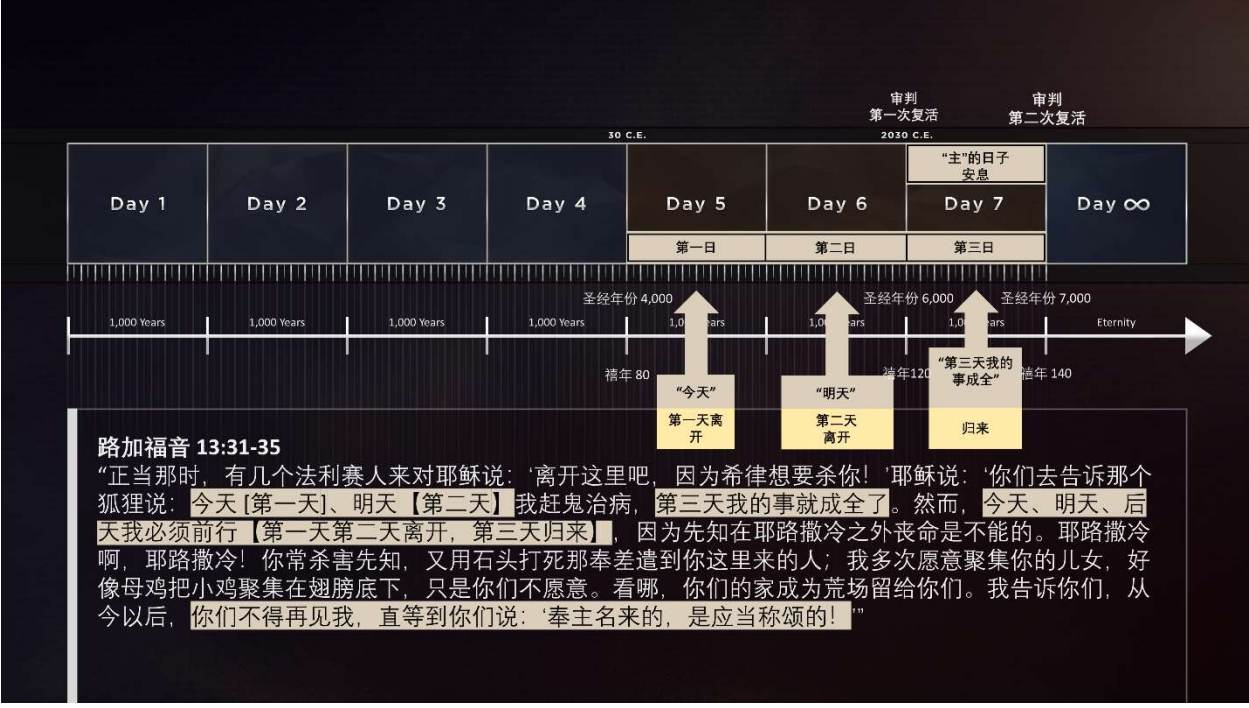 审判
第一次复活
审判
第二次复活
30 C.E.
2030 C.E.
“主”的日子
安息
Day 1
Day 2
Day 3
Day 4
Day 5
Day 6
Day 7
Day ∞
第一日
第二日
第三日
圣经年份 4,000
圣经年份 6,000
圣经年份 7,000
1,000 Years
1,000 Years
1,000 Years
1,000 Years
Eternity
禧年 80
禧年120
禧年 140
“今天”
第一天离
开
“明天”
第二天
离开
“第三天我的
事成全”
归来
路加福音 13:31-35
“正当那时，有几个法利赛人来对耶稣说：‘离开这里吧，因为希律想要杀你！’耶稣说：‘你们去告诉那个
狐狸说：今天 [第一天]、明天【第二天】我赶鬼治病，第三天我的事就成全了。然而，今天、明天、后
天我必须前行【第一天第二天离开，第三天归来】，因为先知在耶路撒冷之外丧命是不能的。耶路撒冷
啊，耶路撒冷！你常杀害先知，又用石头打死那奉差遣到你这里来的人；我多次愿意聚集你的儿女，好
像母鸡把小鸡聚集在翅膀底下，只是你们不愿意。看哪，你们的家成为荒场留给你们。我告诉你们，从
今以后，你们不得再见我，直等到你们说：‘奉主名来的，是应当称颂的！’”